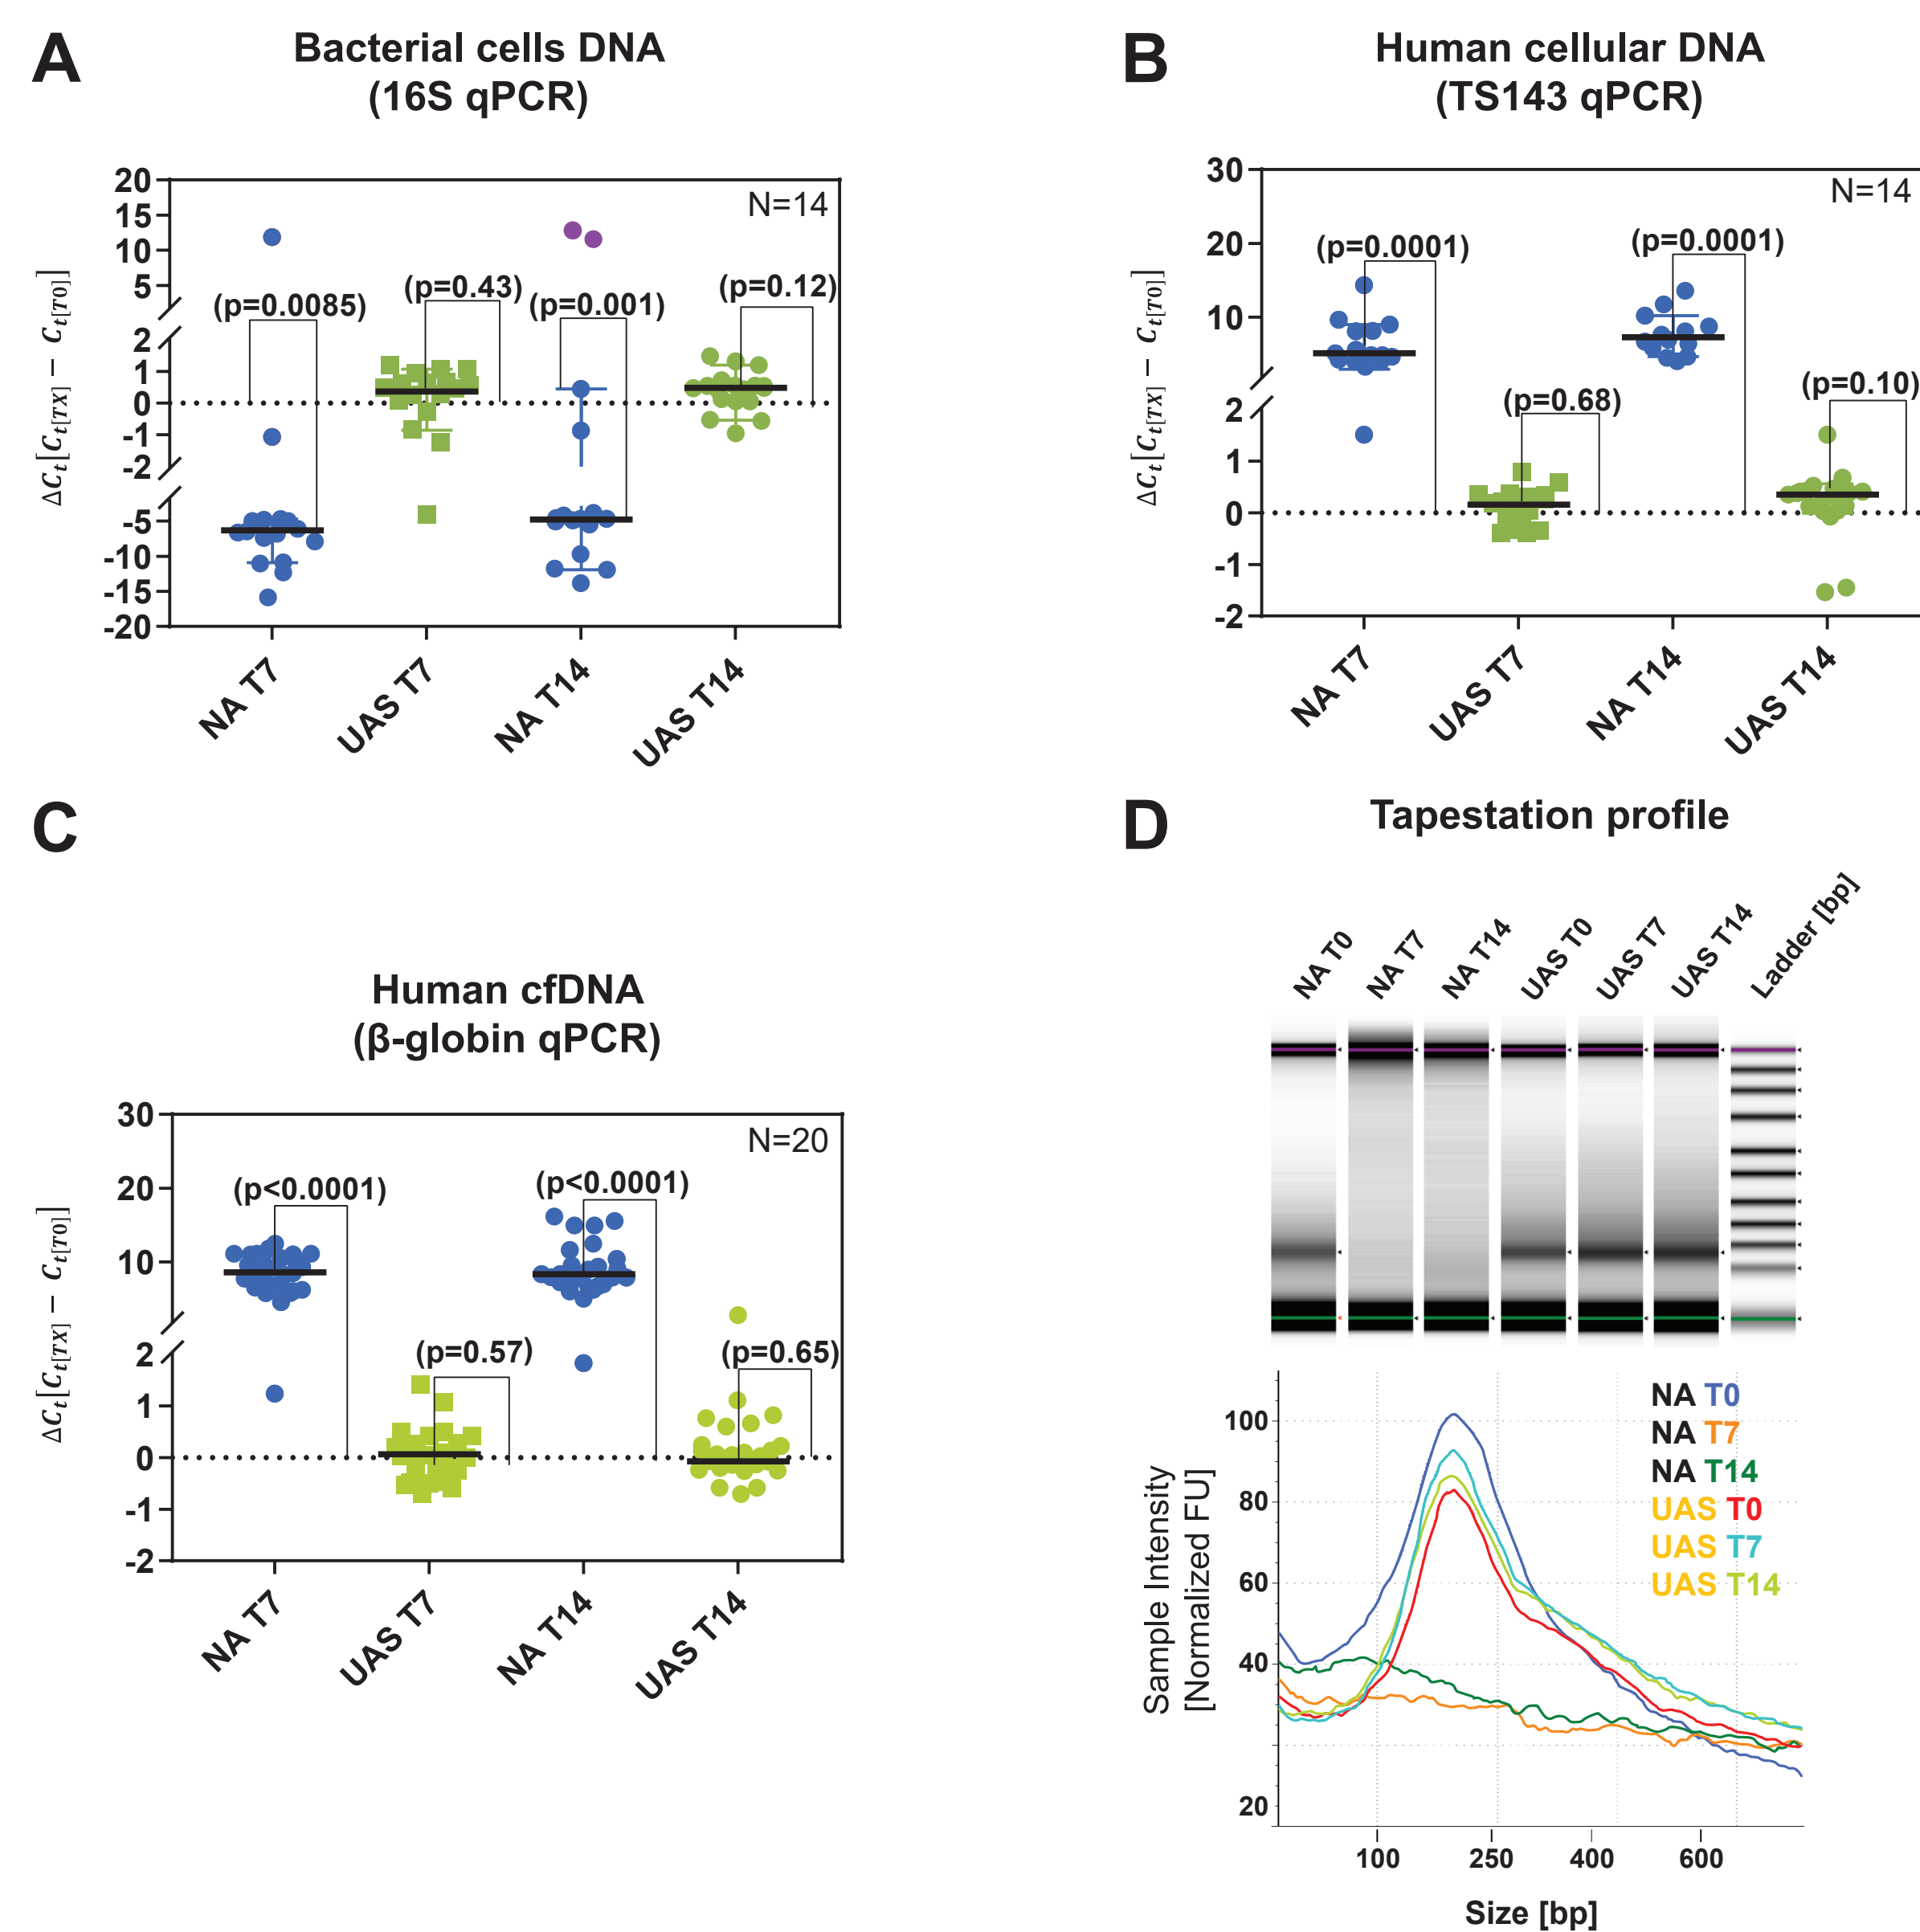 A
Bacterial cells DNA
(16S qPCR)
ΔCt[Ct[TX] − Ct[T0]]
20
15
10
5
2
1
0
-1
-2
-5
-10
-15
-20
N=14
(p=0.0085)
(p=0.43)
(p=0.001)
(p=0.12)
NA T7
UAS T7
NA T14
UAS T14
B
Human cellular DNA
(TS143 qPCR)
ΔCt[Ct[TX] − Ct[T0]]
30
20
10
2
1
0
-1
-2
N=14
(p=0.0001)
(p=0.68)
(p=0.0001)
(p=0.10)
NA T7
UAS T7
NA T14
UAS T14
C
Human cfDNA
(β-globin qPCR)
ΔCt[Ct[TX] − Ct[T0]]
30
20
10
2
1
0
-1
-2
N=20
(p<0.0001)
(p=0.57)
(p<0.0001)
(p=0.65)
NA T7
UAS T7
NA T14
UAS T14
D
Tapestation profile
NA T0
NA T7
NA T14
UAS T0
UAS T7
UAS T14
Ladder [bp]
Sample Intensity
[Normalized FU]
100
80
60
40
20
NA T0
NA T7
NA T14
UAS T0
UAS T7
UAS T14
100
250
400
600
Size [bp]